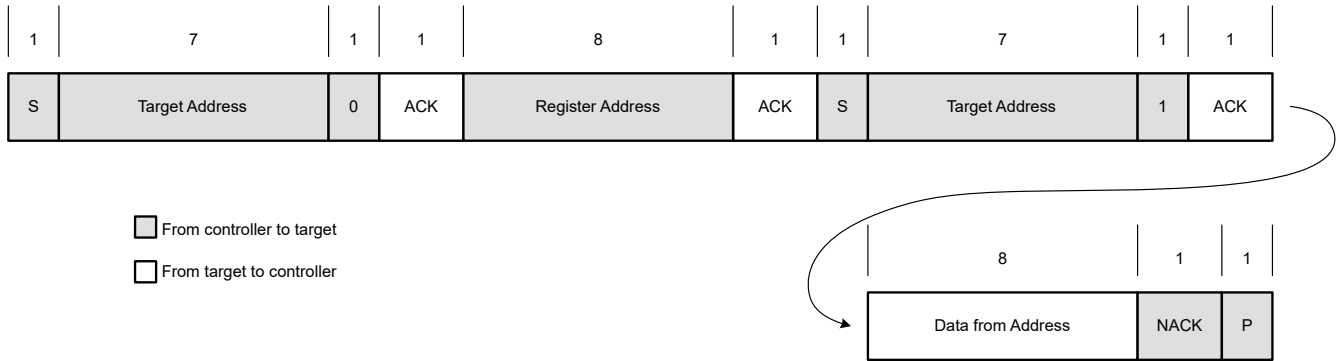 1 7 1 1 8 1 1 7 1 1
S Target Address 0 ACK Register Address ACK S Target Address 1 ACK
From controller to target
From target to controller
8 1 1
Data from Address NACK P